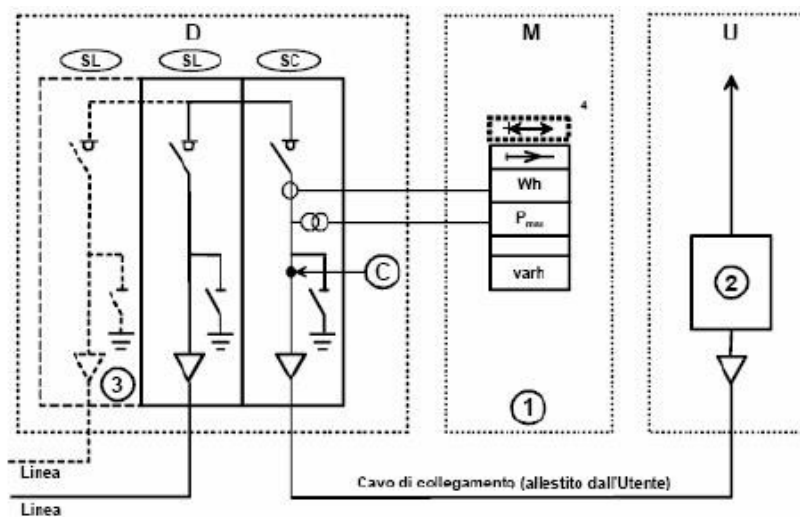 D
M
U
SL
SL
SC
4
Wh
Pmax
varh
C
2
3
1
Linea
Linea
Cavo di collegamento (allestito dall'Utente)